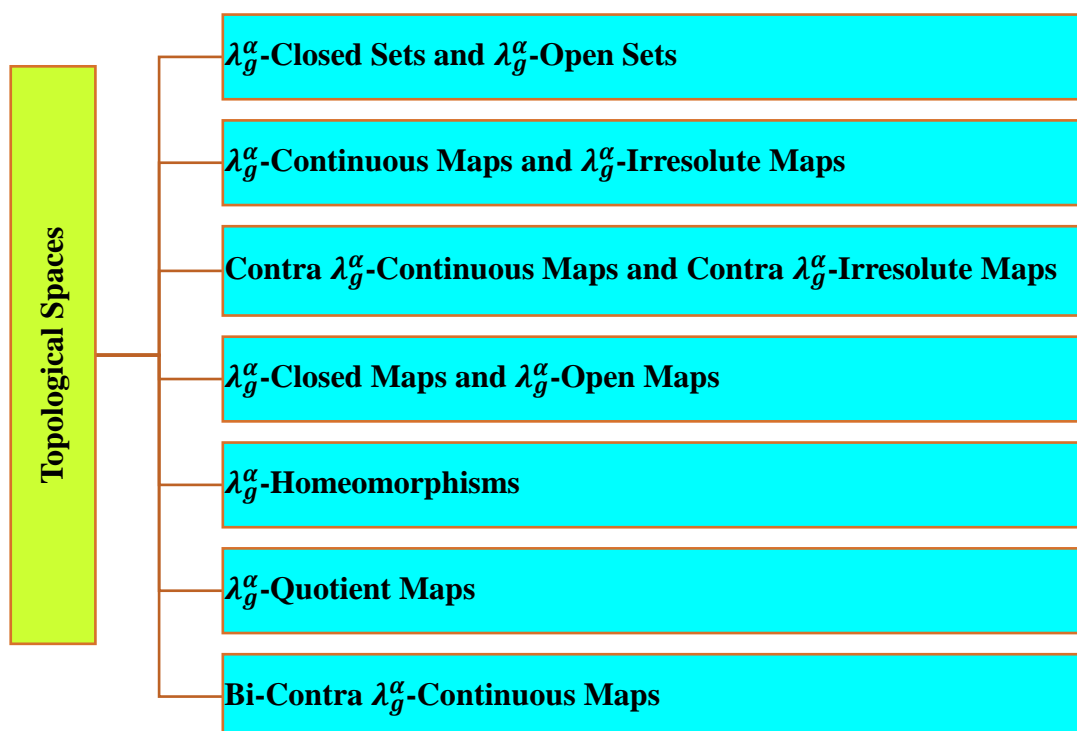 Topological Spaces
λ_g^α-Closed Sets and λ_g^α-Open Sets
λ_g^α-Continuous Maps and λ_g^α-Irresolute Maps
Contra λ_g^α-Continuous Maps and Contra λ_g^α-Irresolute Maps
λ_g^α-Closed Maps and λ_g^α-Open Maps
λ_g^α-Homeomorphisms
λ_g^α-Quotient Maps
Bi-Contra λ_g^α-Continuous Maps